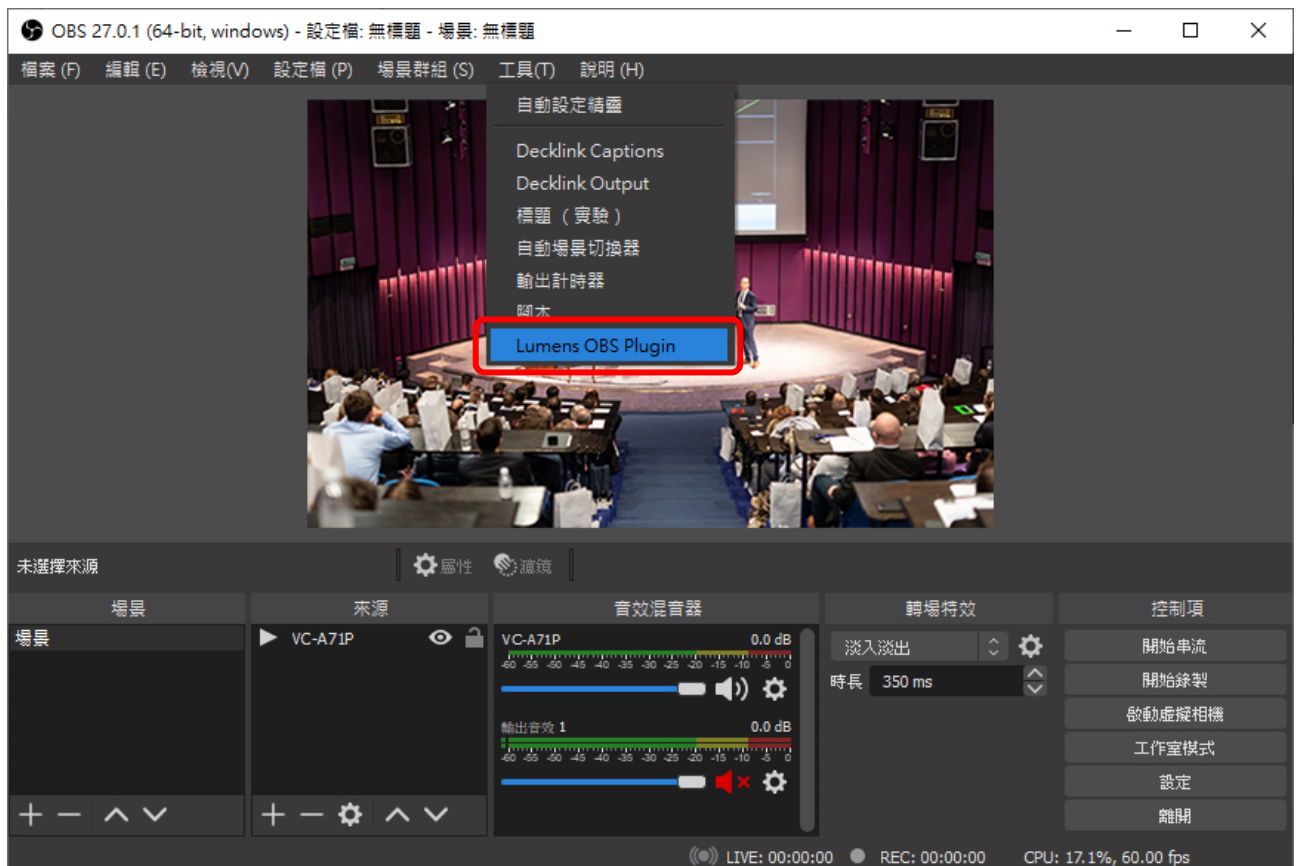 OBS 27.0.1 (64-bit, windows) - 設定檔: 無標題 - 場景: 無標題
檔案 (F) 編輯 (E) 檢視(V) 設定檔 (P) 場景群組 (S) 工具(T) 說明 (H)
自動設定精靈
Decklink Captions
Decklink Output
標題 （實驗）
自動場景切換器
輸出計時器
腳本
Lumens OBS Plugin
未選擇來源 屬性 濾鏡
場景 來源 音效混音器 轉場特效 控制項
場景
VC-A71P
VC-A71P 0.0 dB
-60 -55 -50 -45 -40 -35 -30 -25 -20 -15 -10 -5 0
輸出音效 1 0.0 dB
-60 -55 -50 -45 -40 -35 -30 -25 -20 -15 -10 -5 0
淡入淡出
時長 350 ms
開始串流
開始錄製
啟動虛擬相機
工作室模式
設定
離開
LIVE: 00:00:00 REC: 00:00:00 CPU: 17.1%, 60.00 fps